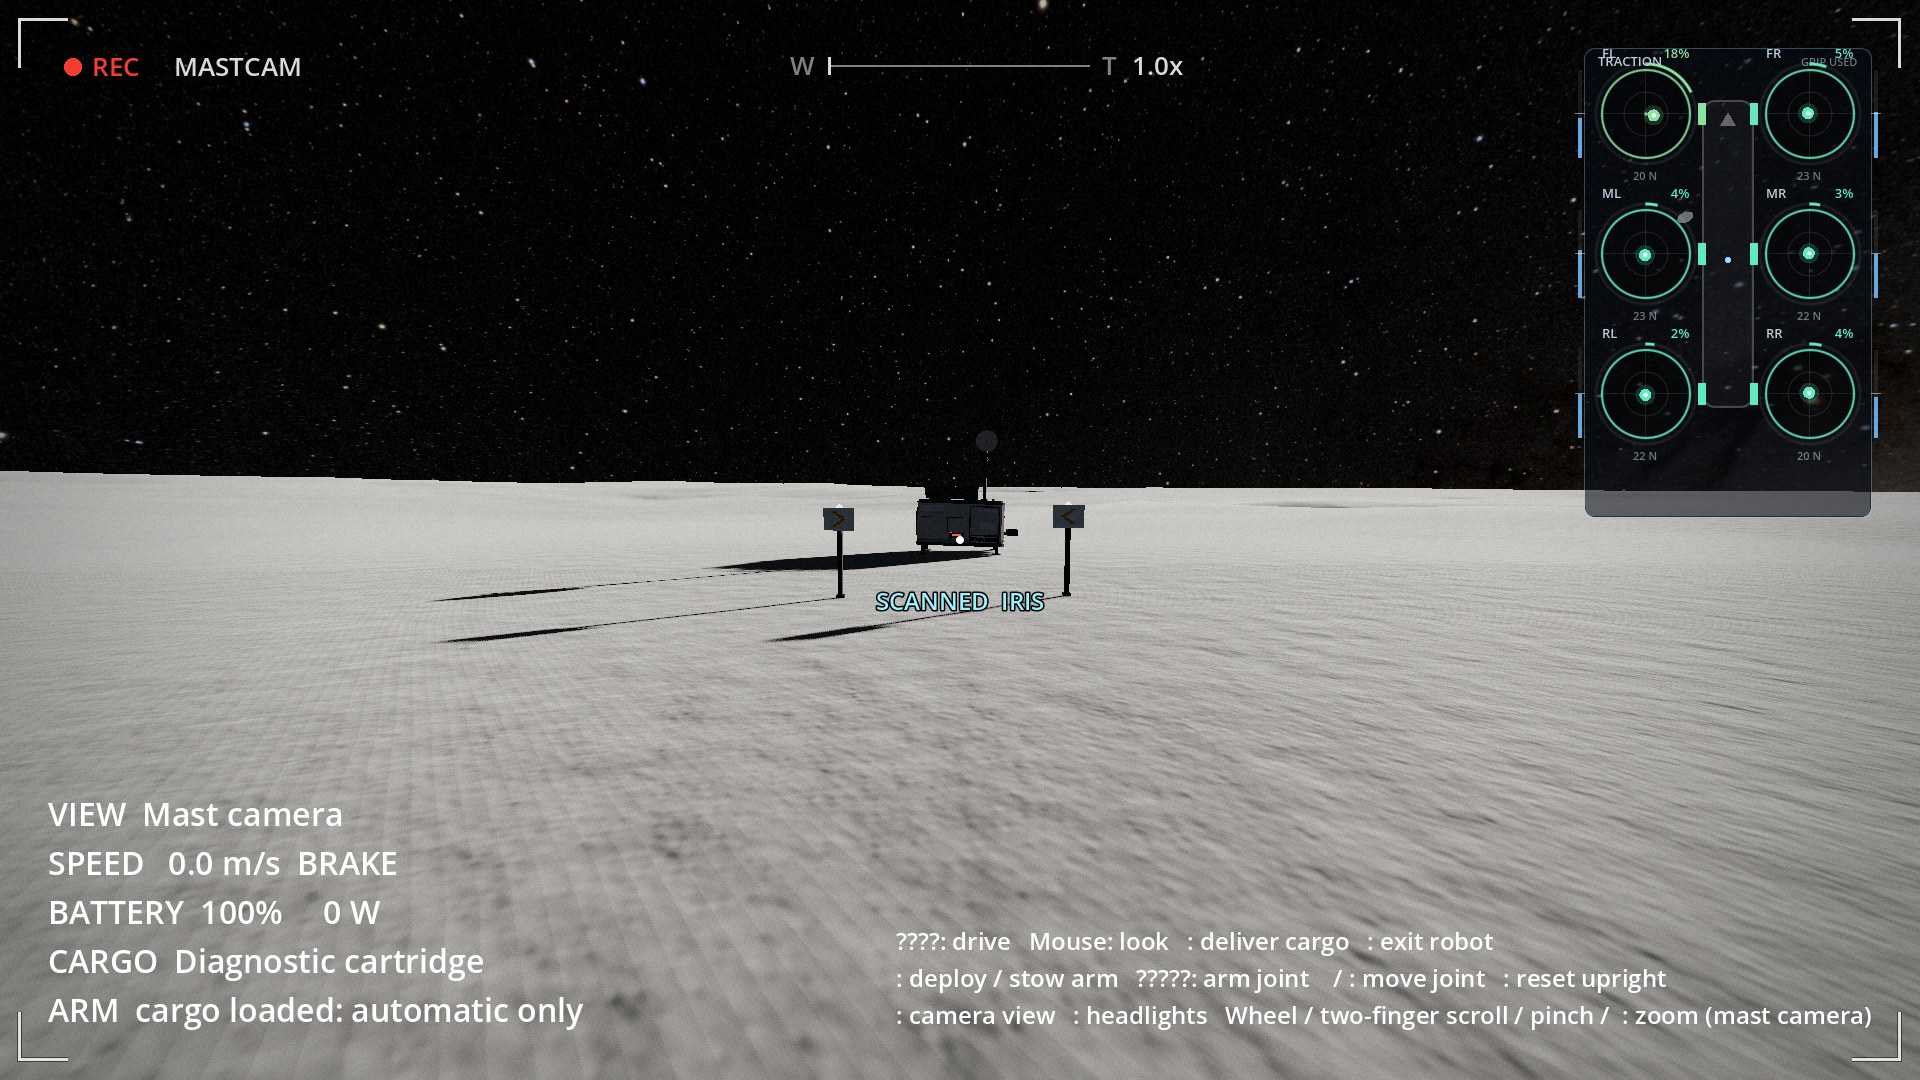 REC MASTCAM
W T 1.0x
TRACTION GRIP USED
FL 18% FR 5%
20 N 23 N
ML 4% MR 3%
23 N 22 N
RL 2% RR 4%
22 N 20 N
SCANNED IRIS
VIEW Mast camera
SPEED 0.0 m/s BRAKE
BATTERY 100% 0 W
CARGO Diagnostic cartridge
ARM cargo loaded: automatic only
????: drive Mouse: look : deliver cargo : exit robot
: deploy / stow arm ?????: arm joint / : move joint : reset upright
: camera view : headlights Wheel / two-finger scroll / pinch / : zoom (mast camera)